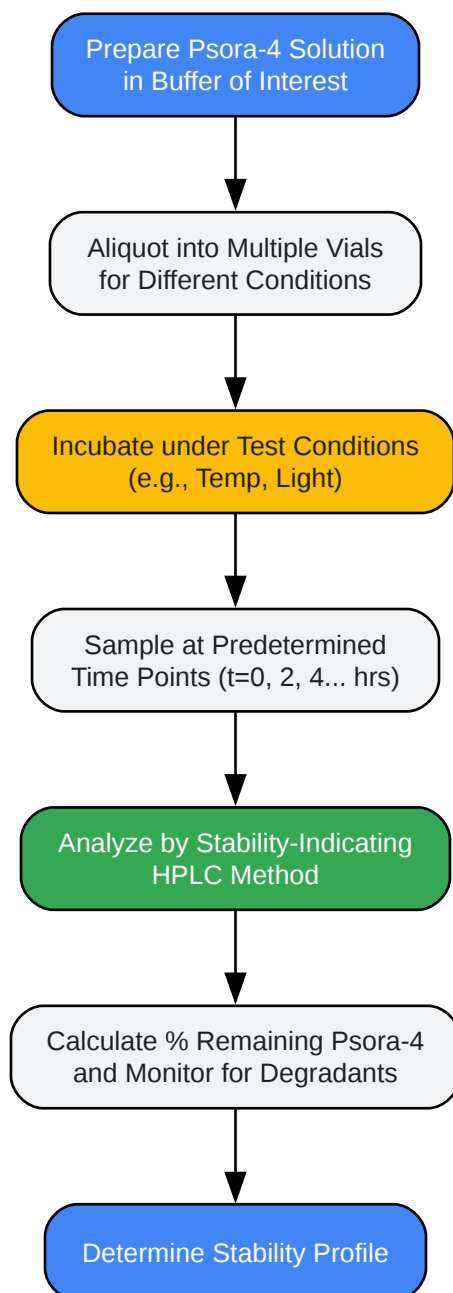 Prepare Psora-4 Solution
in Buffer of Interest
Aliquot into Multiple Vials
for Different Conditions
Incubate under Test Conditions
(e.g., Temp, Light)
Sample at Predetermined
Time Points (t=0, 2, 4... hrs)
Analyze by Stability-Indicating
HPLC Method
Calculate % Remaining Psora-4
and Monitor for Degradants
Determine Stability Profile